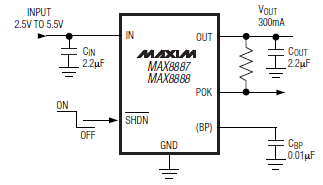 INPUT
2.5V TO 5.5V
CIN
2.2µF
ON
OFF
IN
OUT
MAXIM
MAX8887
MAX8888
POK
SHDN
(BP)
GND
VOUT
300mA
COUT
2.2µF
CBP
0.01µF